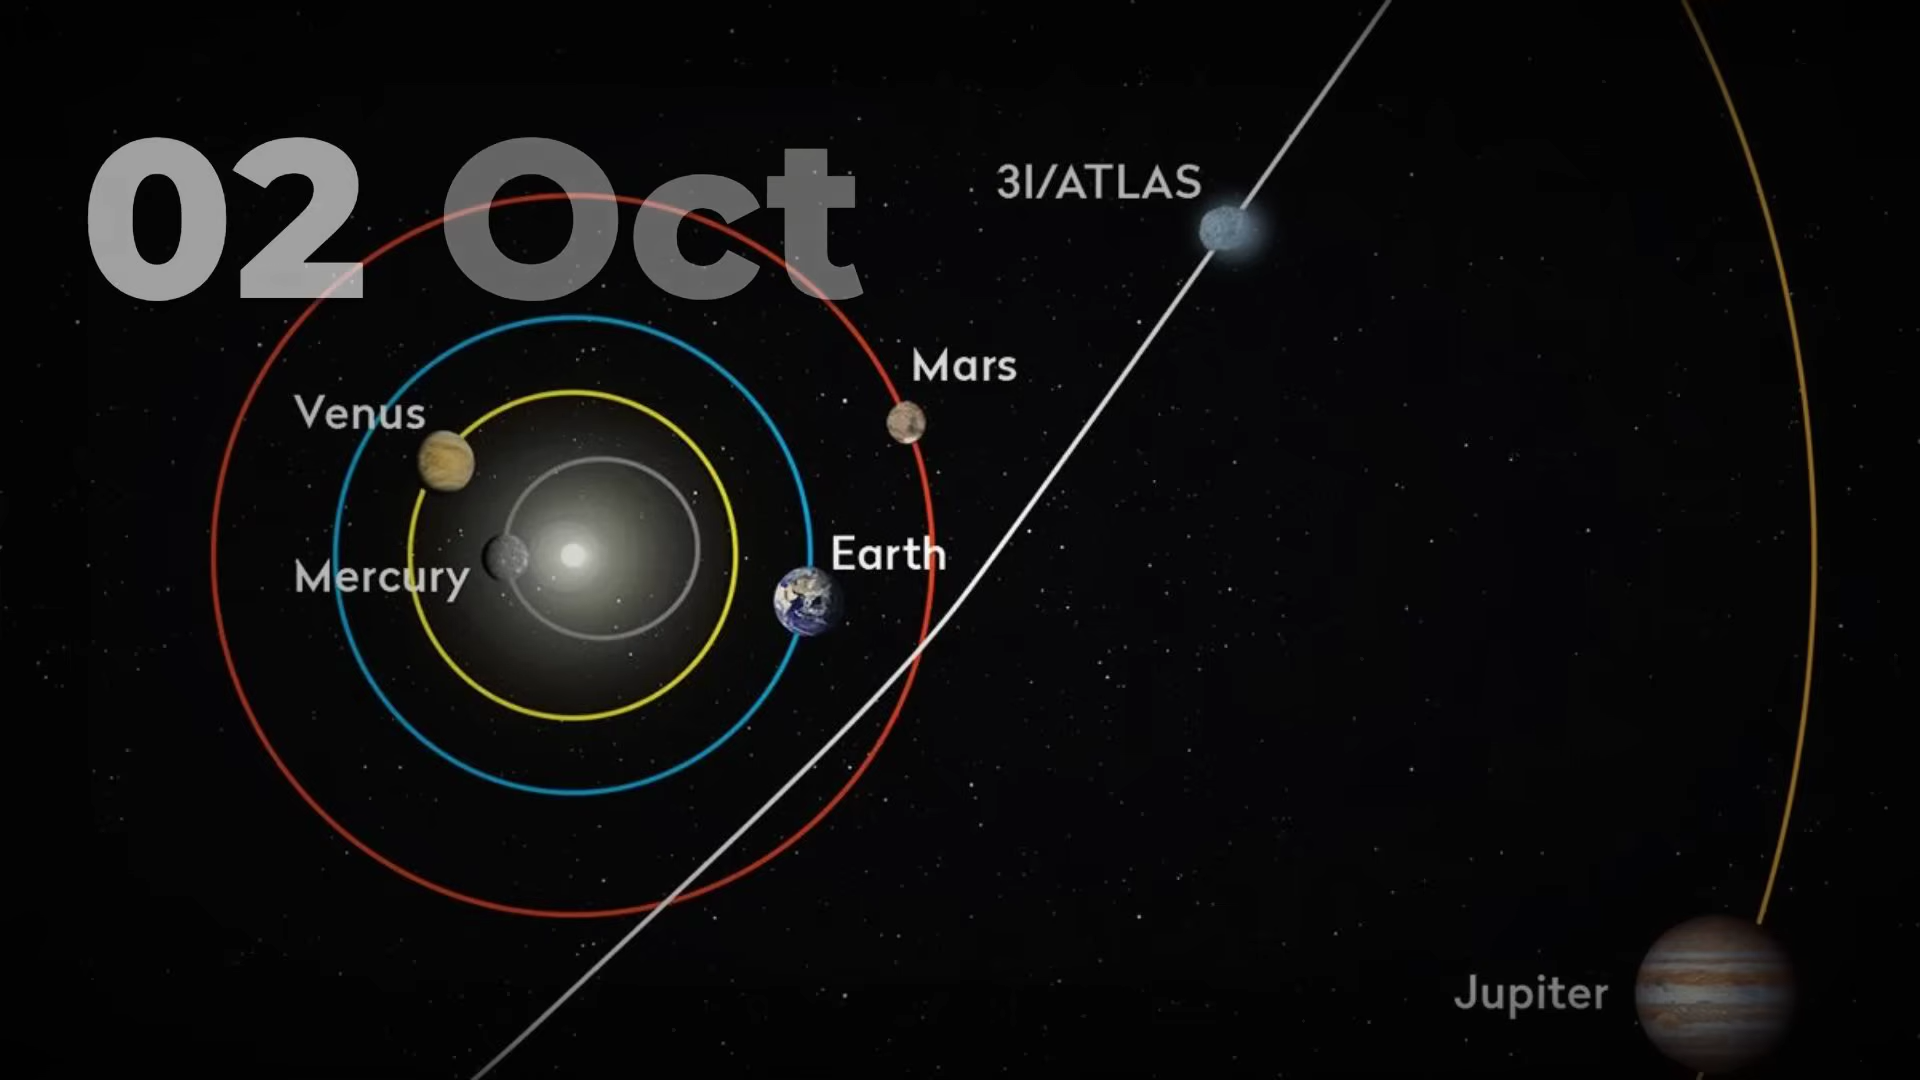 02 Oct
3I/ATLAS
Mars
Venus
Earth
Mercury
Jupiter